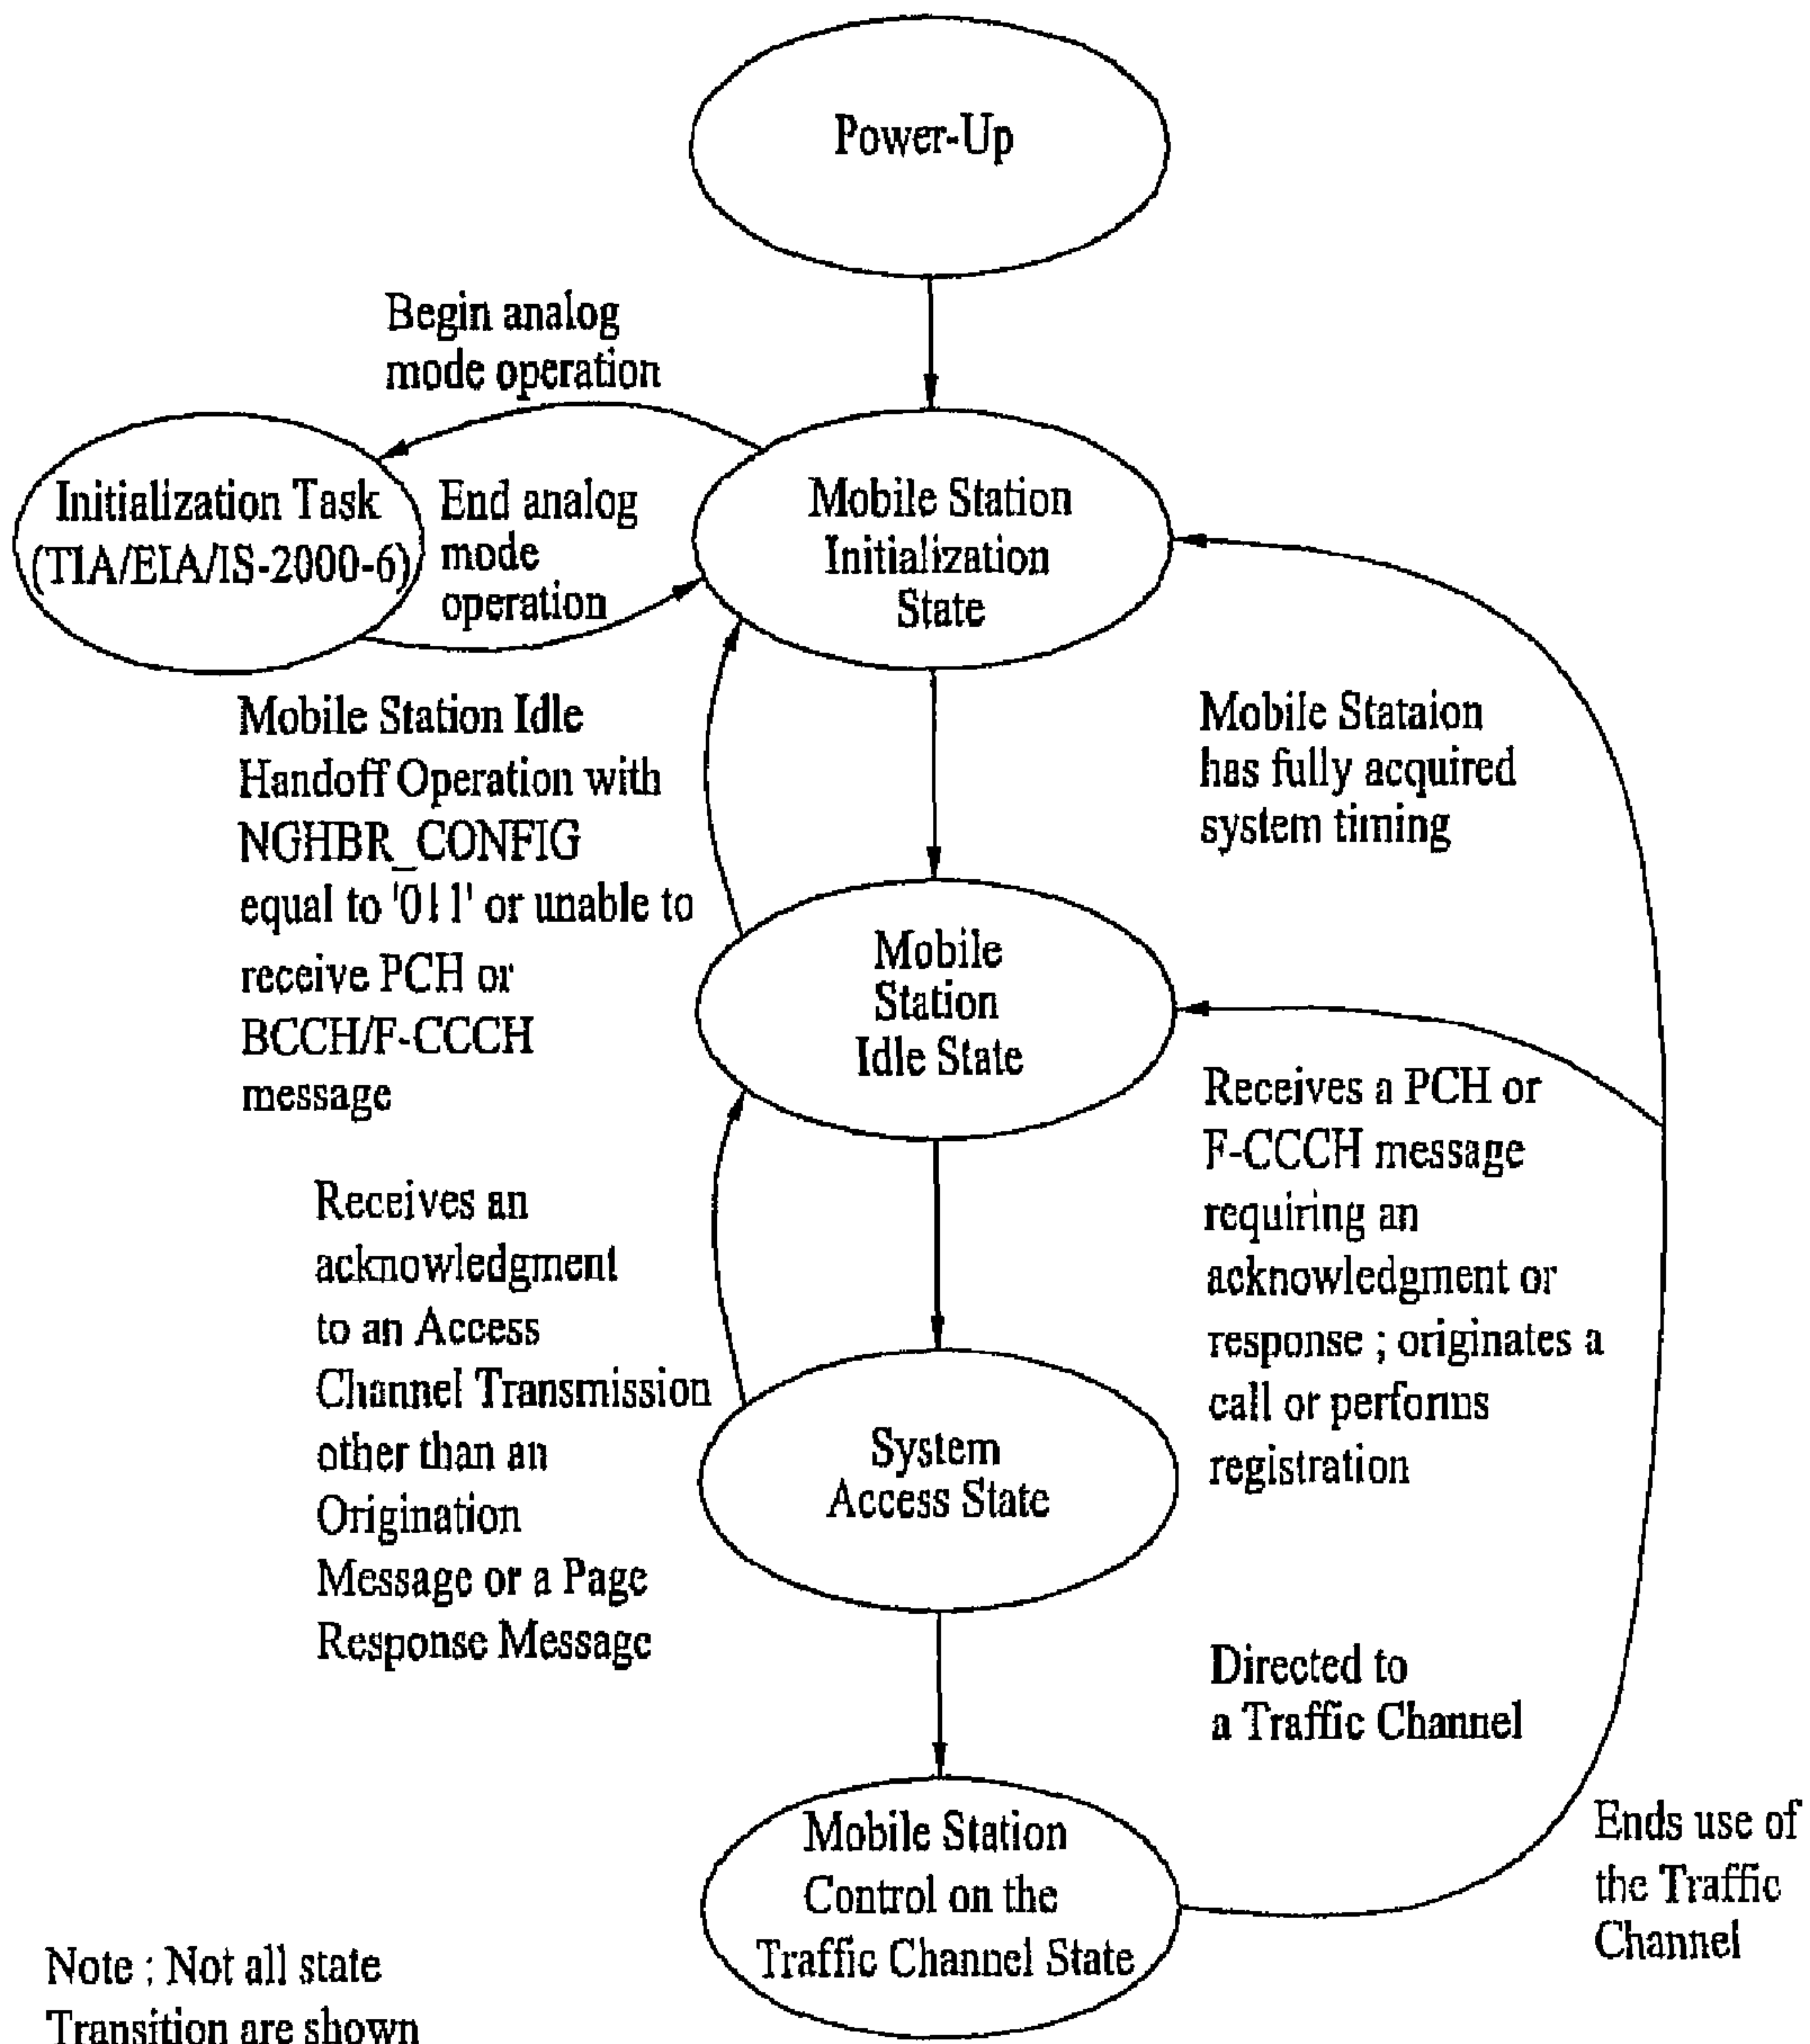 Power-Up
Begin analog
mode operation
Initialization Task
(TIA/EIA/IS-2000-6)
End analog
mode
operation
Mobile Station
Initialization
State
Mobile Station Idle
Handoff Operation with
NGHBR_CONFIG
equal to '011' or unable to
receive PCH or
BCCH/F-CCCH
message
Mobile Stataion
has fully acquired
system timing
Mobile
Station
Idle State
Receives a PCH or
F-CCCH message
requiring an
acknowledgment or
response ; originates a
call or performs
registration
Receives an
acknowledgment
to an Access
Channel Transmission
other than an
Origination
Message or a Page
Response Message
System
Access State
Directed to
a Traffic Channel
Mobile Station
Control on the
Traffic Channel State
Ends use of
the Traffic
Channel
Note ; Not all state
Transition are shown